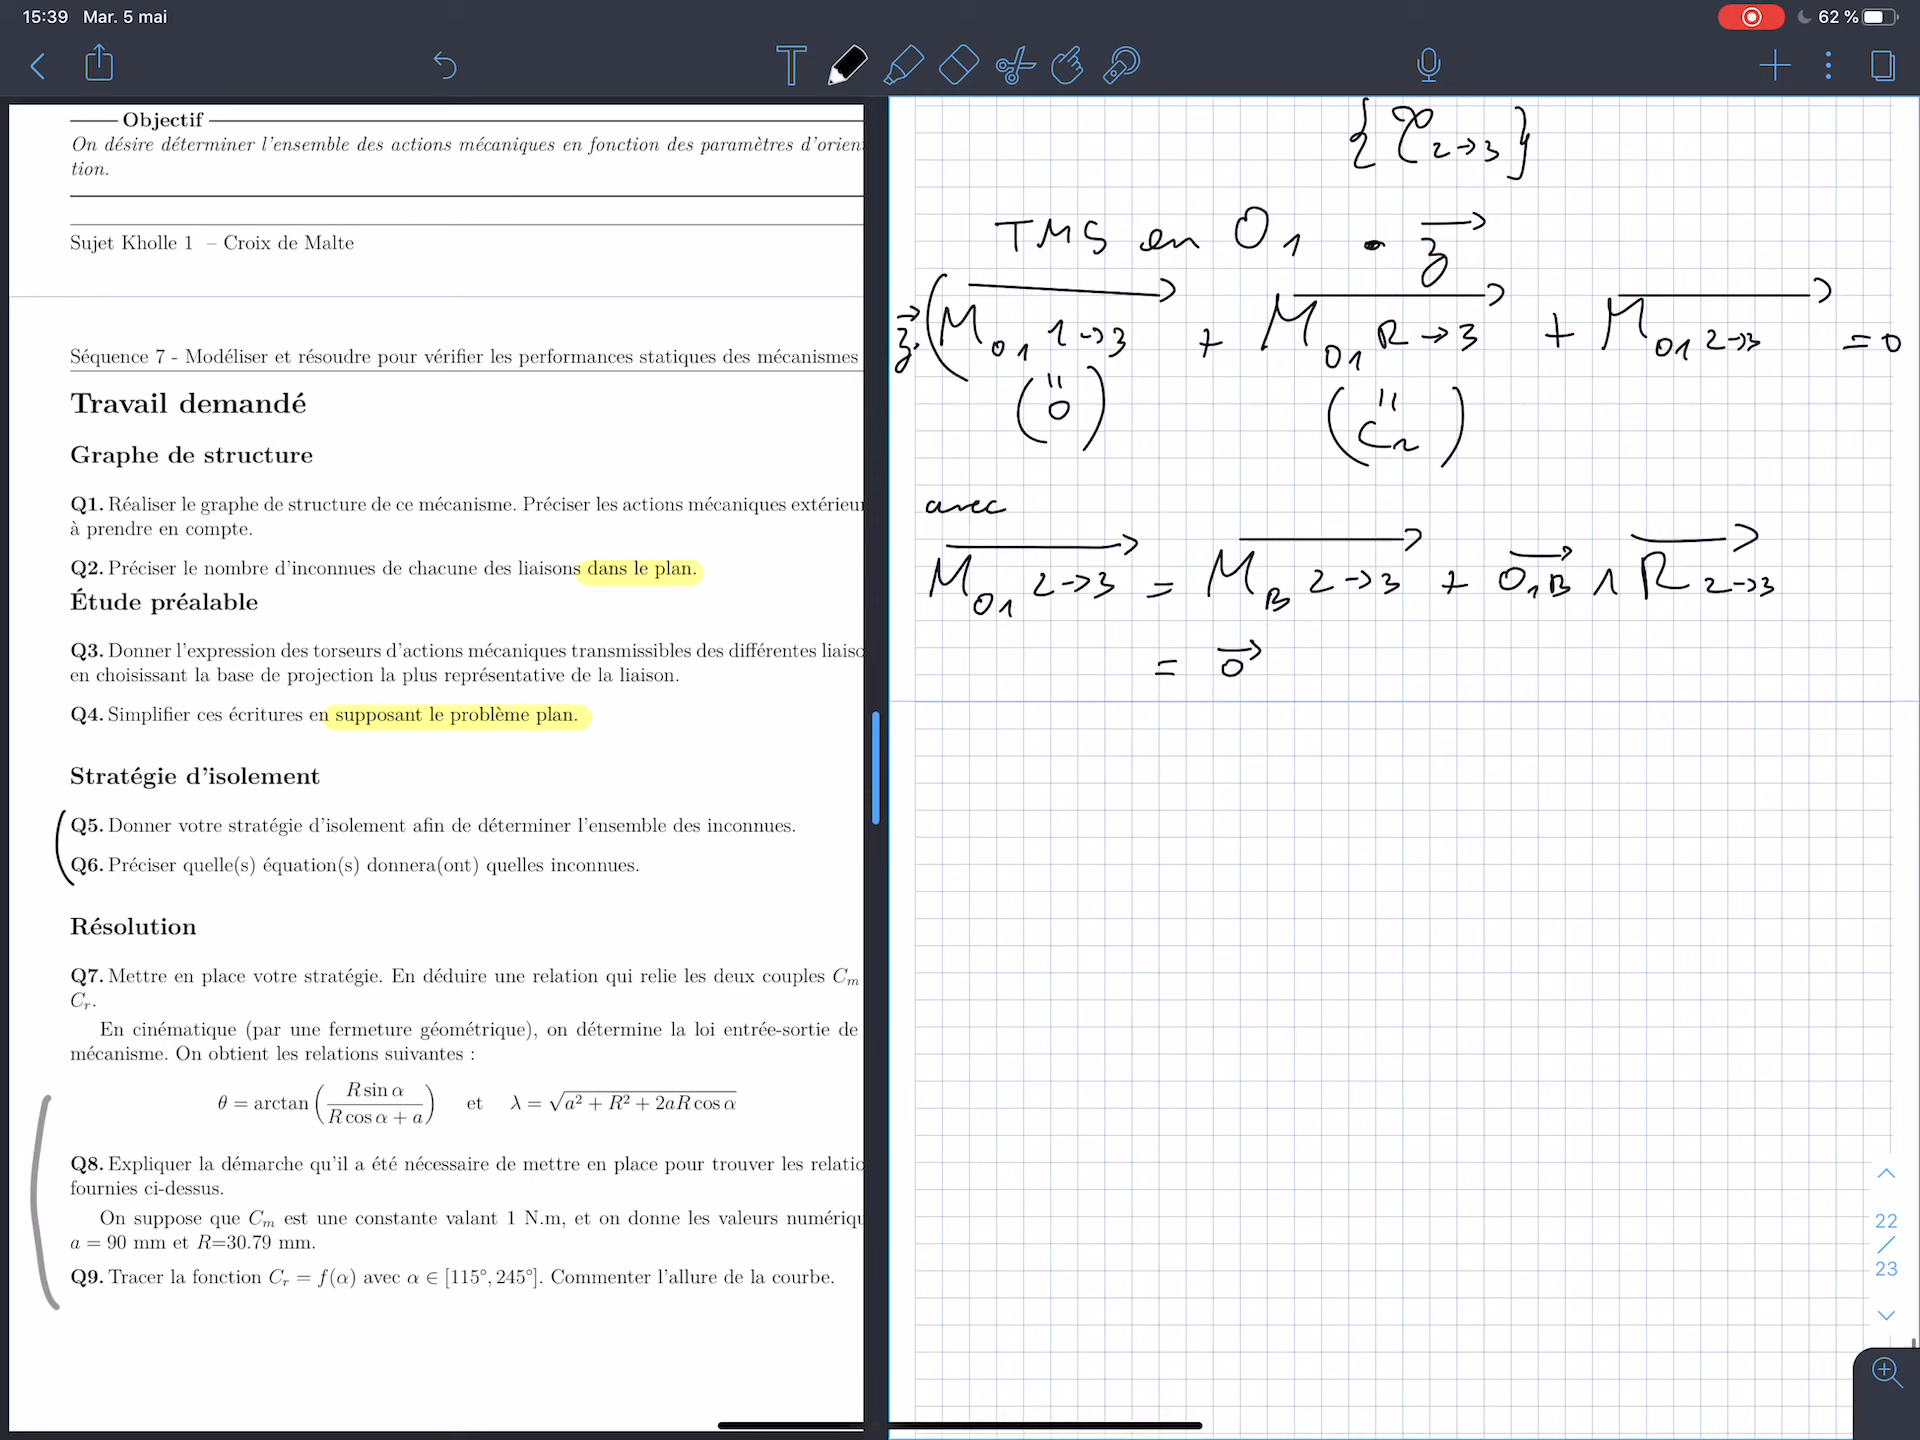 15:39 Mar. 5 mai
62 %
Objectif
On désire déterminer l'ensemble des actions mécaniques en fonction des paramètres d'orien
tion.
Sujet Kholle 1 – Croix de Malte
Séquence 7 - Modéliser et résoudre pour vérifier les performances statiques des mécanismes
Travail demandé
Graphe de structure
Q1. Réaliser le graphe de structure de ce mécanisme. Préciser les actions mécaniques extérieur
à prendre en compte.
Q2. Préciser le nombre d'inconnues de chacune des liaisons dans le plan.
Étude préalable
Q3. Donner l'expression des torseurs d'actions mécaniques transmissibles des différentes liaiso
en choisissant la base de projection la plus représentative de la liaison.
Q4. Simplifier ces écritures en supposant le problème plan.
Stratégie d'isolement
Q5. Donner votre stratégie d'isolement afin de déterminer l'ensemble des inconnues.
Q6. Préciser quelle(s) équation(s) donnera(ont) quelles inconnues.
Résolution
Q7. Mettre en place votre stratégie. En déduire une relation qui relie les deux couples Cm
Cr.
En cinématique (par une fermeture géométrique), on détermine la loi entrée-sortie de
mécanisme. On obtient les relations suivantes :
θ = arctan (R sin α / (R cos α + a)) et λ = √(a² + R² + 2aR cos α)
Q8. Expliquer la démarche qu'il a été nécessaire de mettre en place pour trouver les relatio
fournies ci-dessus.
On suppose que Cm est une constante valant 1 N.m, et on donne les valeurs numériqu
a = 90 mm et R=30.79 mm.
Q9. Tracer la fonction Cr = f(α) avec α ∈ [115°, 245°]. Commenter l'allure de la courbe.
{T2→3}
TMS en O1 • z
z.(MO1 1→3 + MO1 R→3 + MO1 2→3 = 0
(" 0) (" Cr)
avec
MO1 2→3 = MB 2→3 + O1B ∧ R2→3
= 0
22
/
23